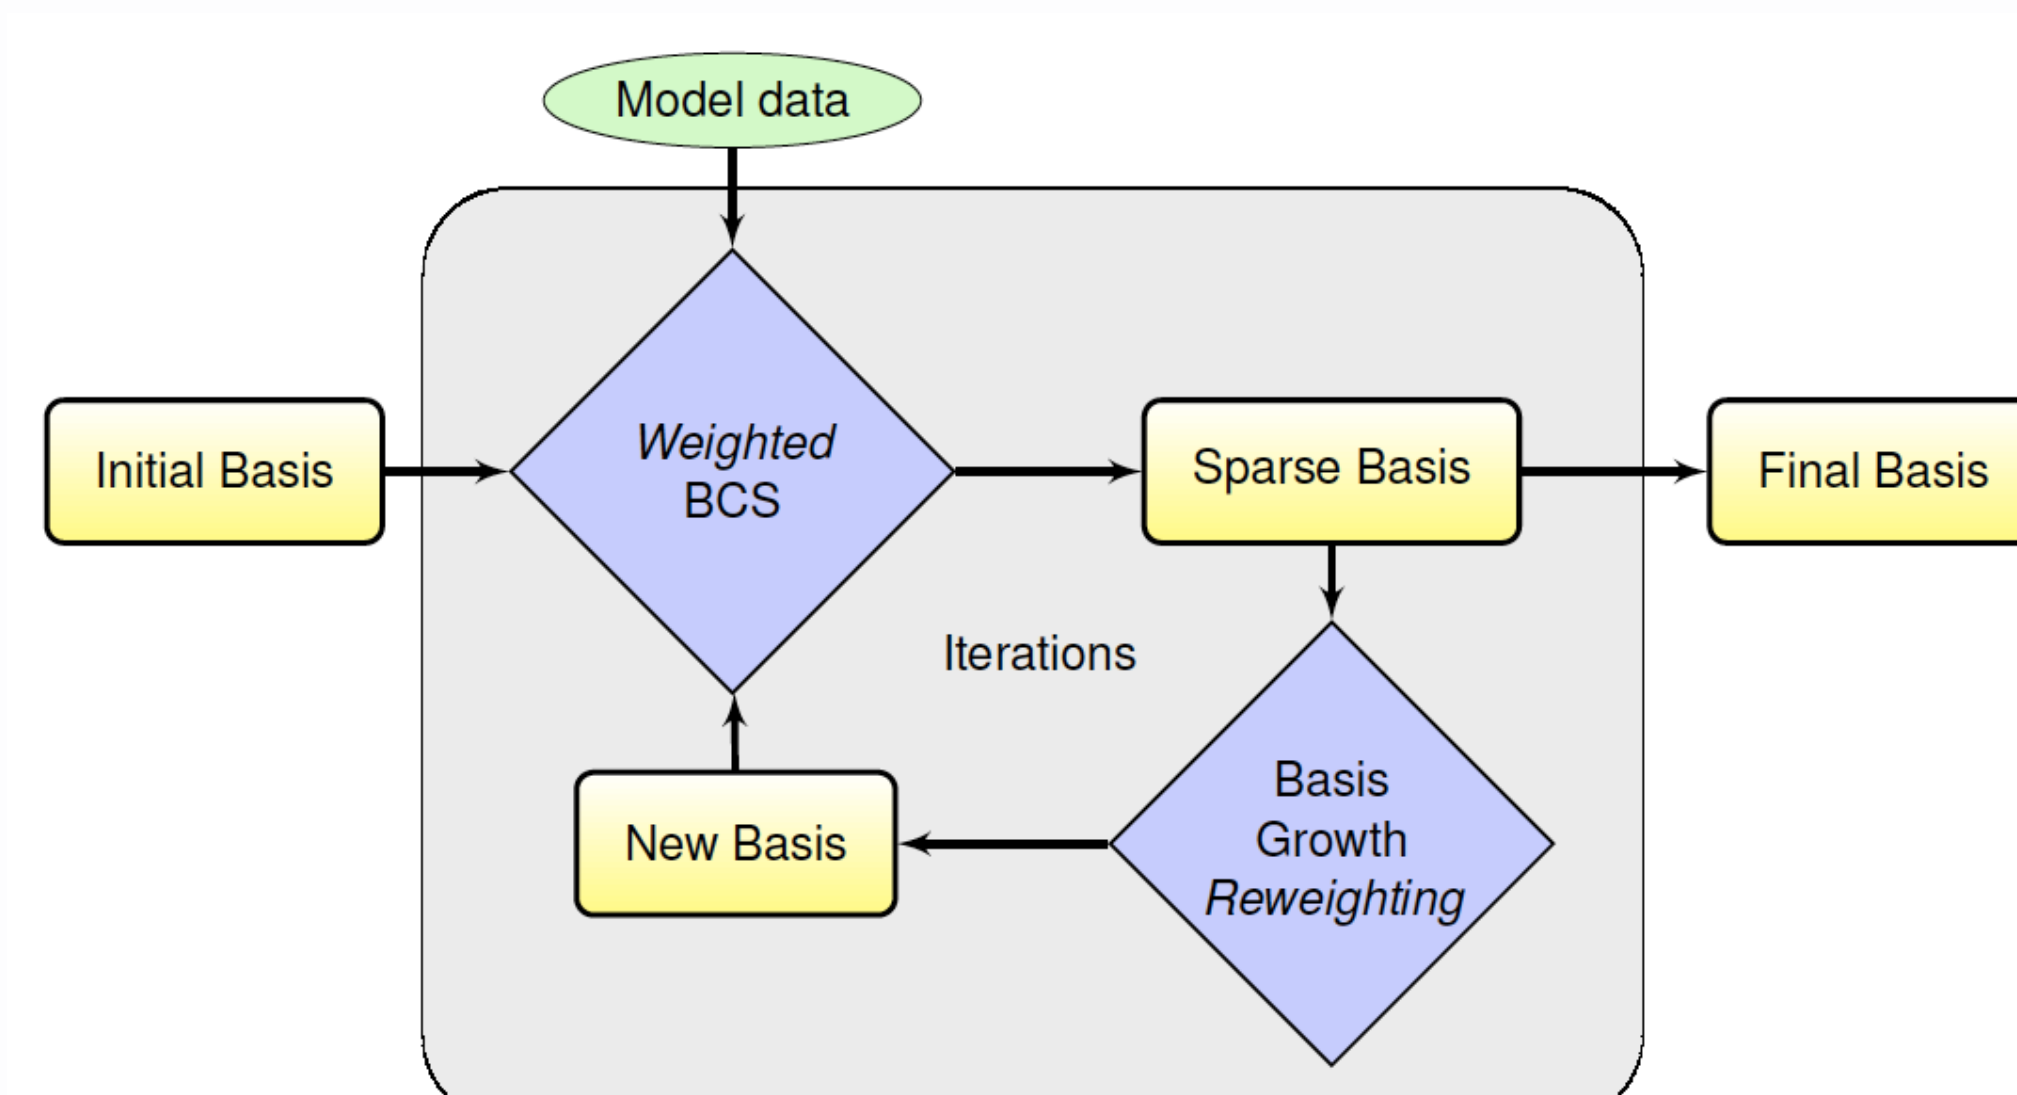 Model data
Initial Basis
Weighted
BCS
Sparse Basis
Final Basis
Iterations
New Basis
Basis
Growth
Reweighting